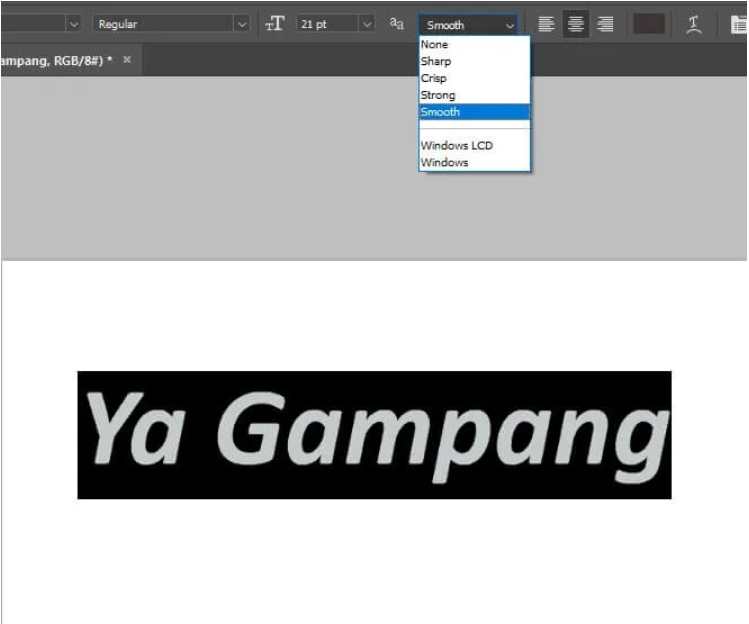 Regular 21 pt Smooth
None
ampang, RGB/8#) * ×
Sharp
Crisp
Strong
Smooth
Windows LCD
Windows
Ya Gampang